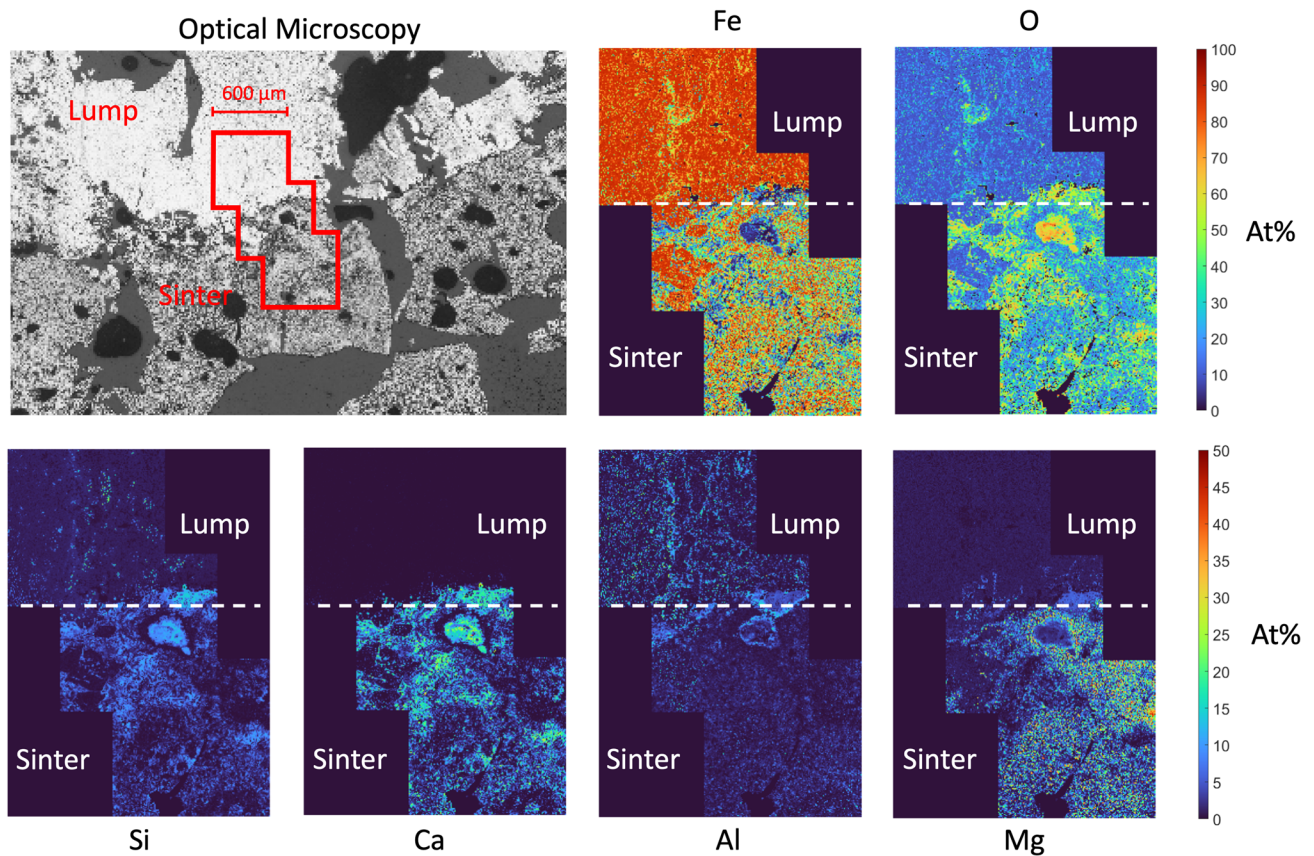 Optical Microscopy
Fe
O
Lump
600 μm
Sinter
Lump
Sinter
Lump
Sinter
100
90
80
70
60
50
40
30
20
10
0
At%
Lump
Sinter
Si
Lump
Sinter
Ca
Lump
Sinter
Al
Lump
Sinter
Mg
50
45
40
35
30
25
20
15
10
5
0
At%